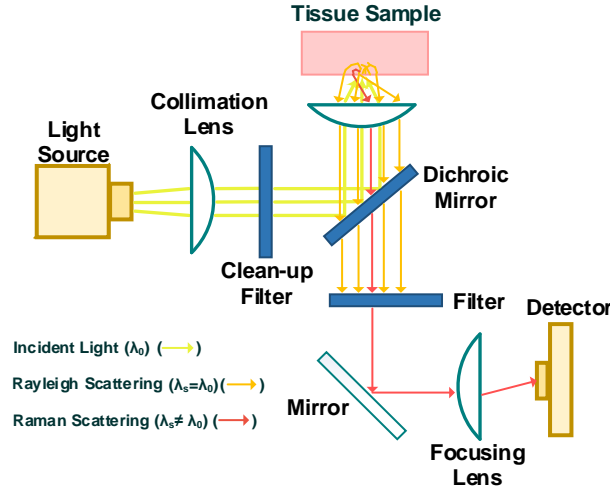 Tissue Sample
Collimation
Lens
Light
Source
Dichroic
Mirror
Clean-up
Filter
Filter
Detector
Incident Light (λ₀) ( )
Rayleigh Scattering (λₛ=λ₀)( )
Raman Scattering (λₛ≠ λ₀) ( )
Mirror
Focusing
Lens